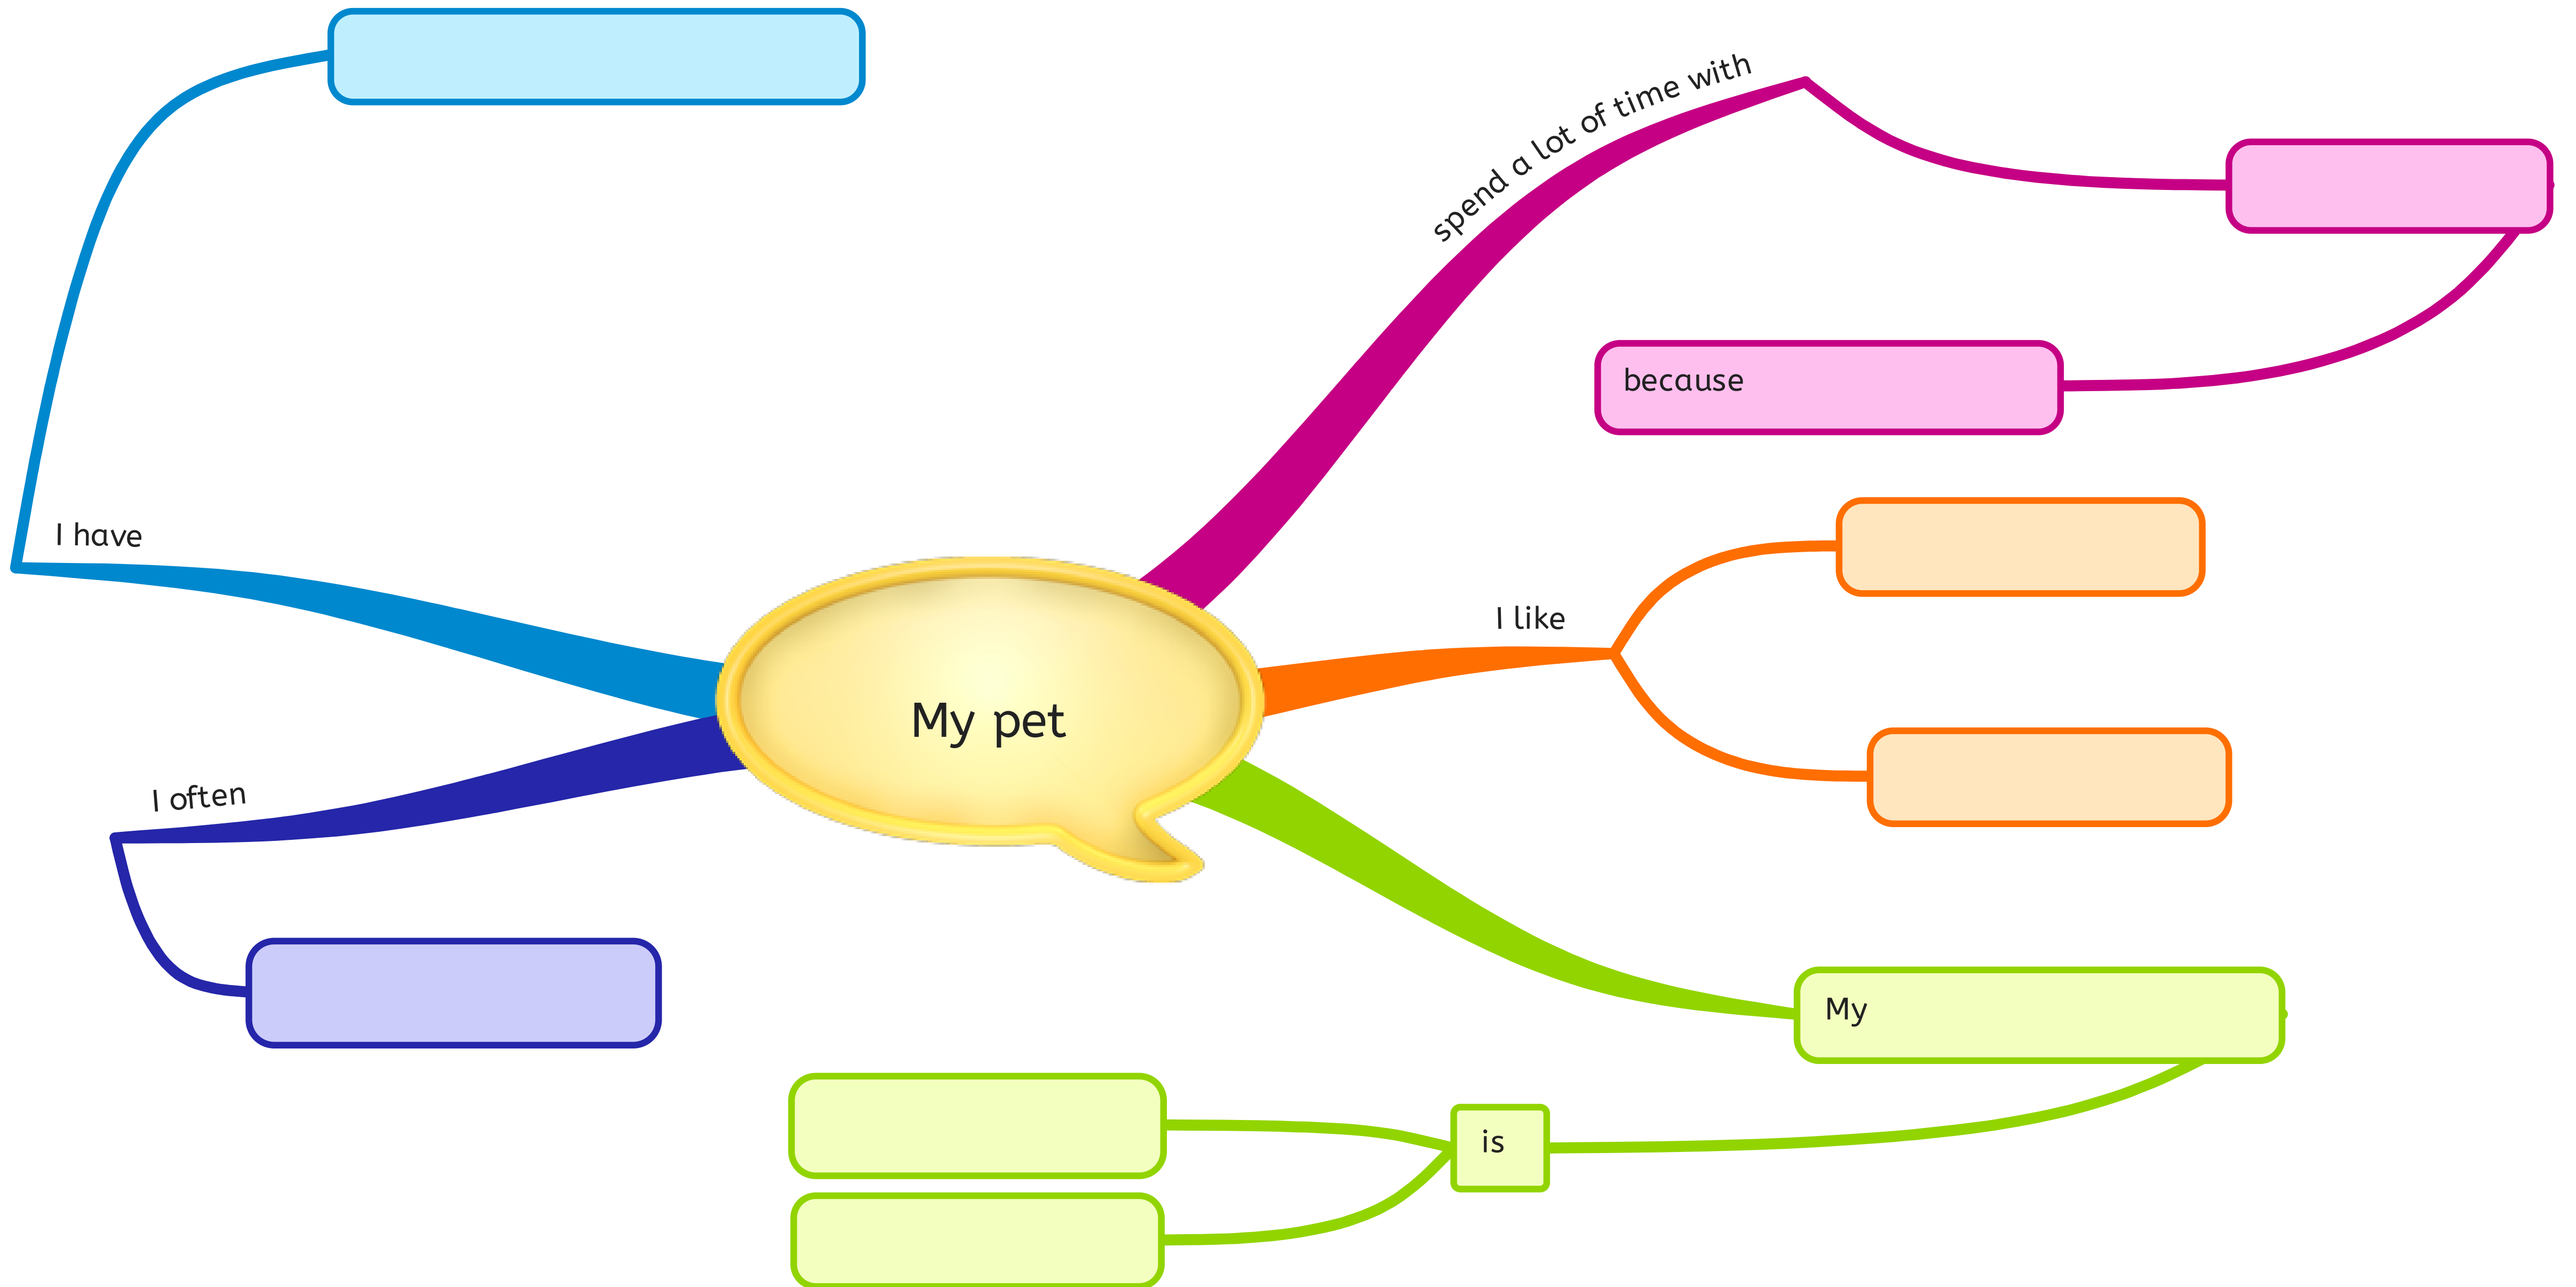 spend a lot of time with
because
I have
I like
My pet
I often
My
is